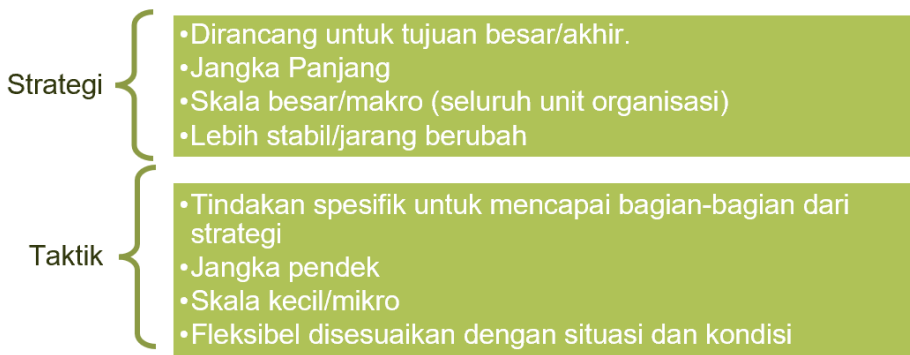 Strategi
•Dirancang untuk tujuan besar/akhir.
•Jangka Panjang
•Skala besar/makro (seluruh unit organisasi)
•Lebih stabil/jarang berubah
Taktik
•Tindakan spesifik untuk mencapai bagian-bagian dari
strategi
•Jangka pendek
•Skala kecil/mikro
•Fleksibel disesuaikan dengan situasi dan kondisi